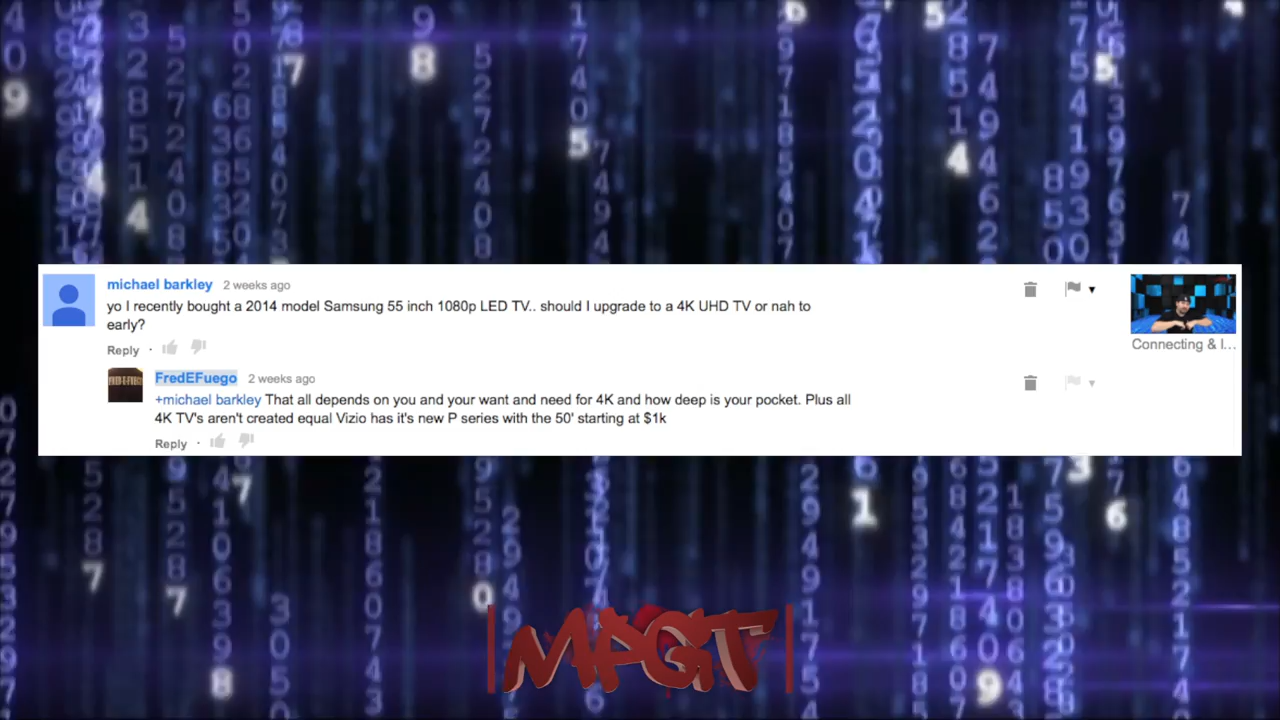 michael barkley 2 weeks ago
yo I recently bought a 2014 model Samsung 55 inch 1080p LED TV.. should I upgrade to a 4K UHD TV or nah to
early?
Reply ·
Connecting & I...
FredEFuego 2 weeks ago
+michael barkley That all depends on you and your want and need for 4K and how deep is your pocket. Plus all
4K TV's aren't created equal Vizio has it's new P series with the 50' starting at $1k
Reply ·
MPGT